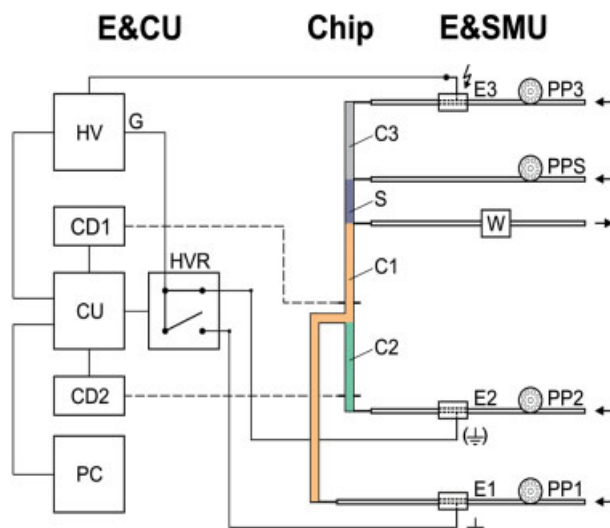 E&CU Chip E&SMU
E3 PP3
HV G
C3
PPS
S
CD1
W
HVR
C1
CU
C2
CD2
E2 PP2
PC
E1 PP1